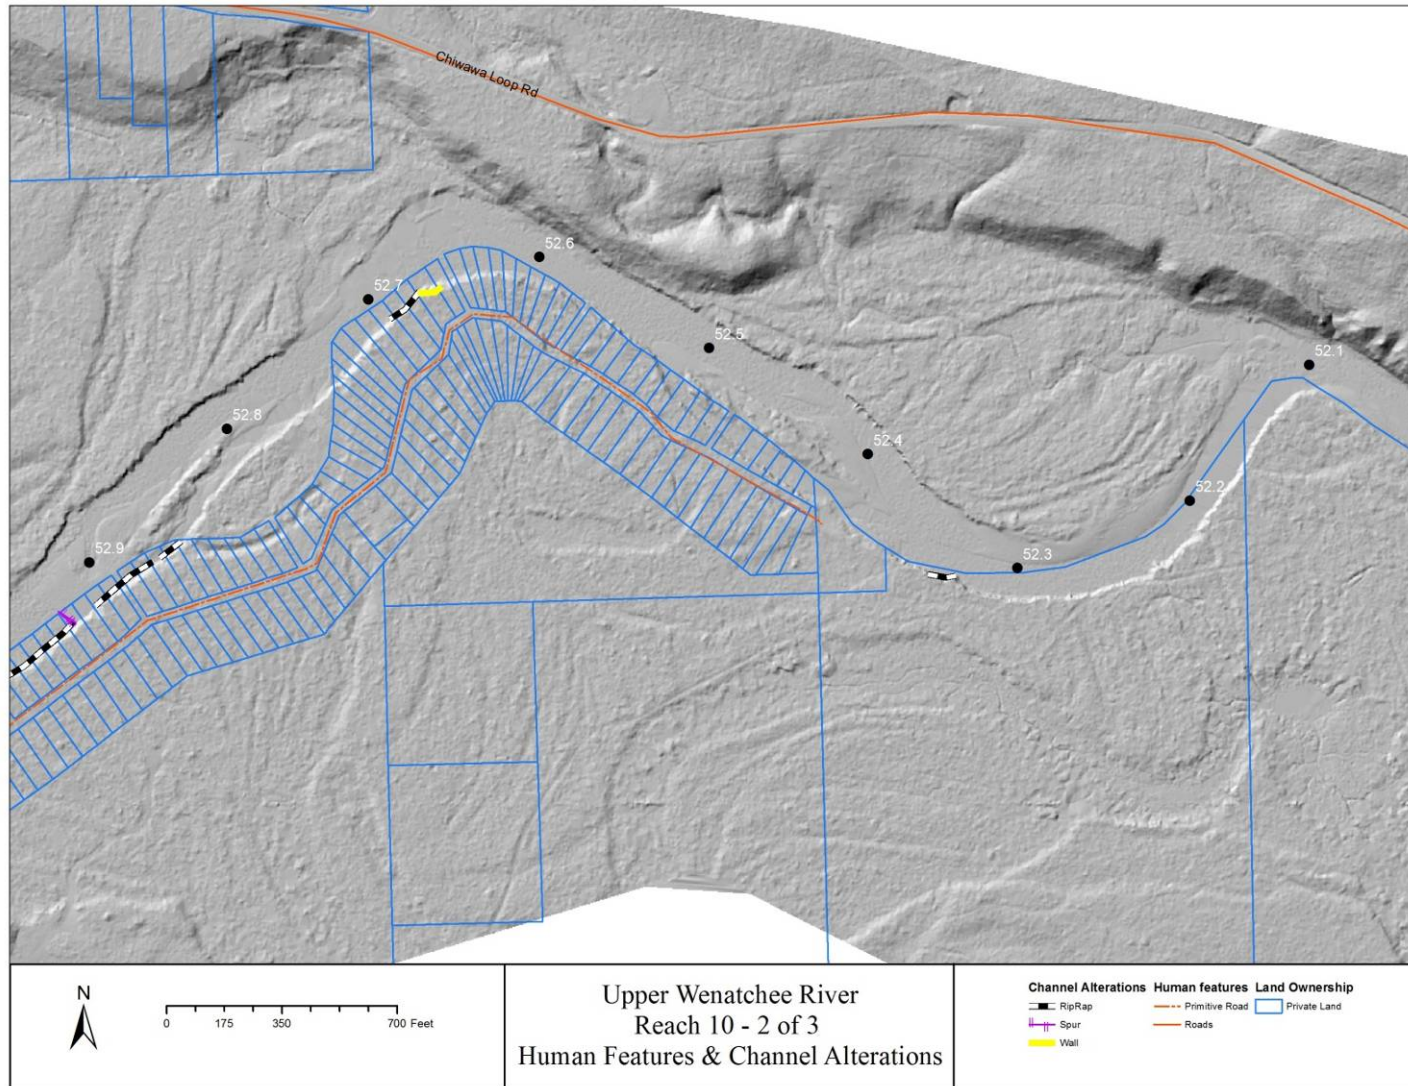 Chiwawa Loop Rd
52.6
52.7
52.5
52.1
52.8
52.4
52.2
52.9
52.3
N
0 175 350 700 Feet
Upper Wenatchee River
Reach 10 - 2 of 3
Human Features & Channel Alterations
Channel Alterations Human features Land Ownership
RipRap Primitive Road Private Land
Spur Roads
Wall